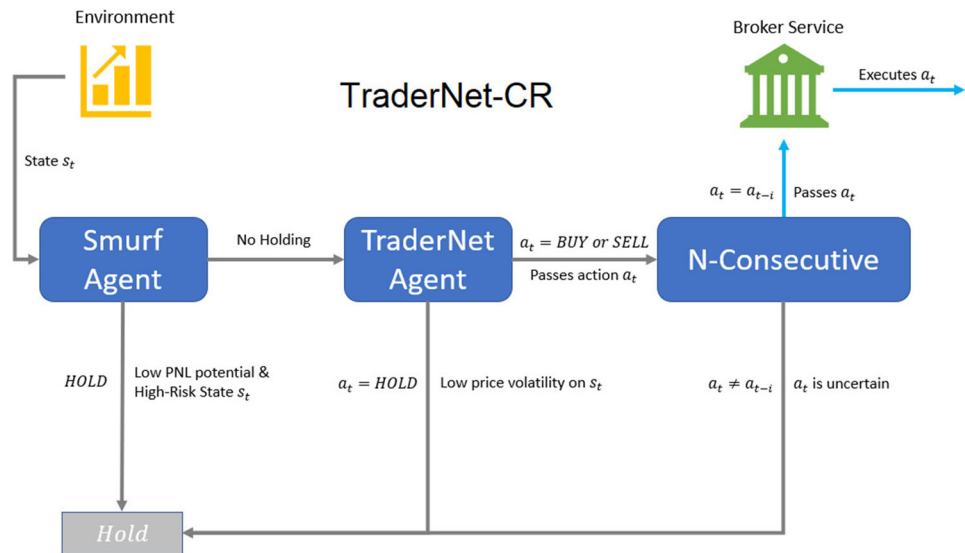 Environment
Broker Service
TraderNet-CR
Executes a_t
State s_t
a_t = a_{t-i}
Passes a_t
Smurf
Agent
No Holding
TraderNet
Agent
a_t = BUY or SELL
Passes action a_t
N-Consecutive
HOLD
Low PNL potential &
High-Risk State s_t
a_t = HOLD
Low price volatility on s_t
a_t ≠ a_{t-i}
a_t is uncertain
Hold